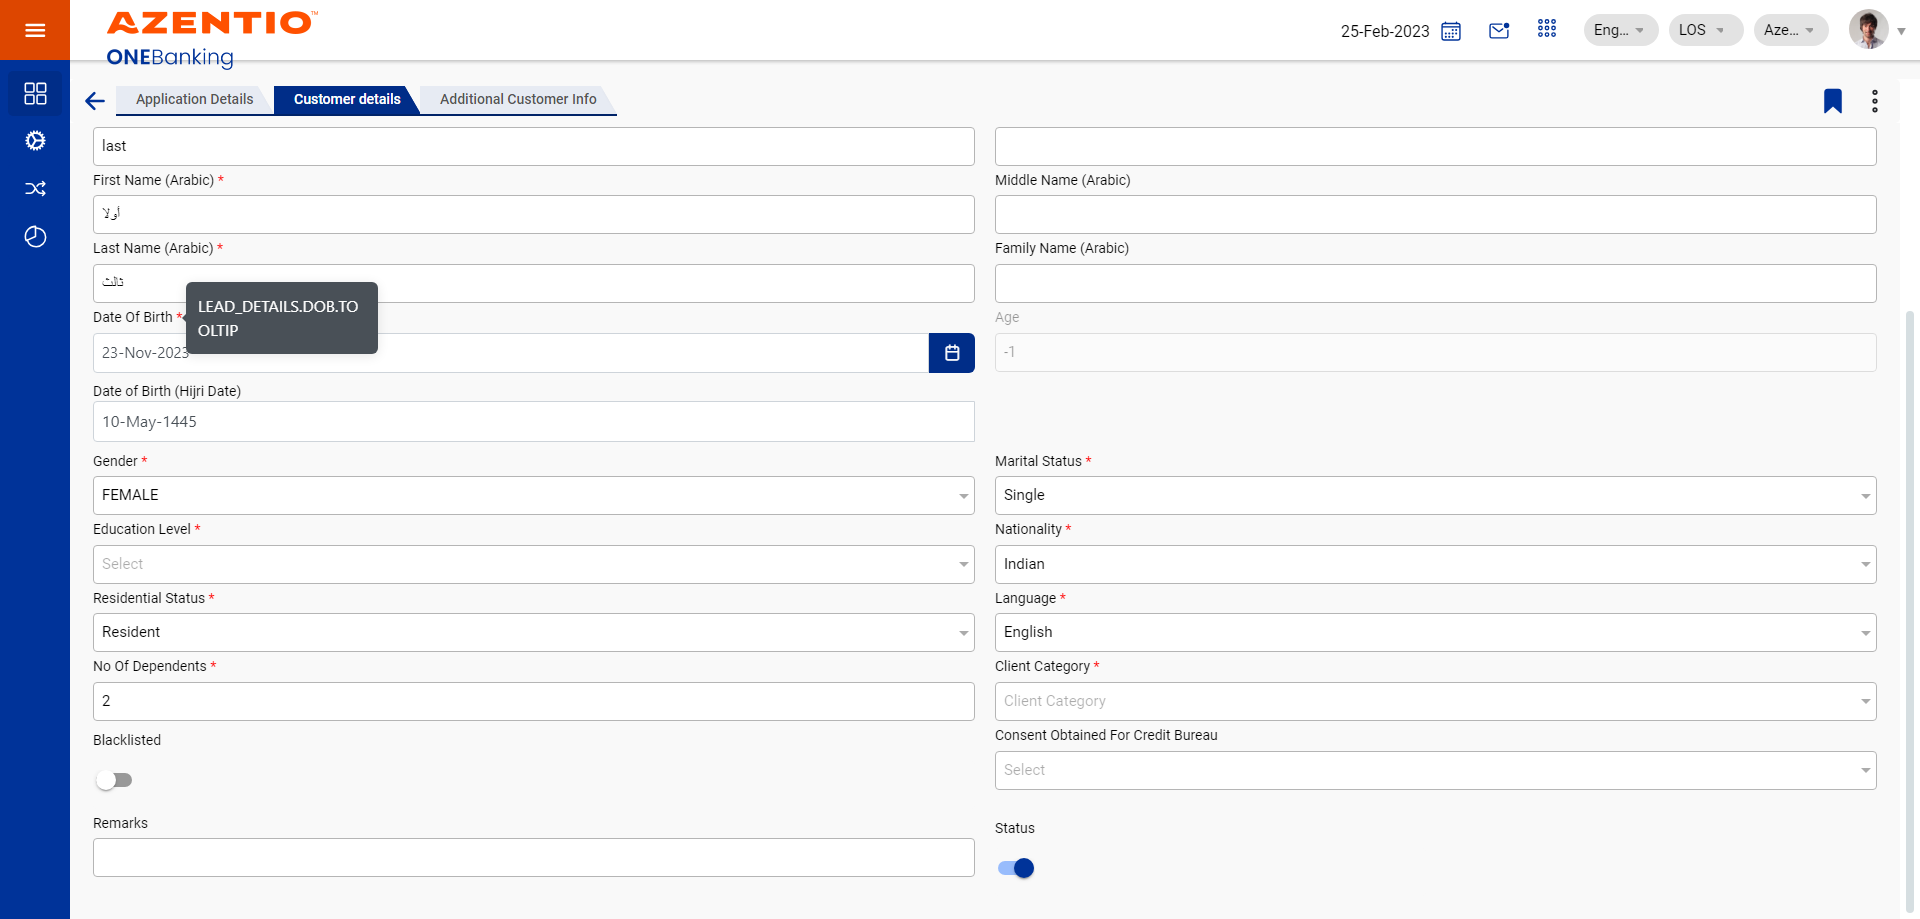 AZENTIO™
ONEBanking
25-Feb-2023
Eng...
LOS
Aze...
Application Details
Customer details
Additional Customer Info
last
First Name (Arabic) *
Middle Name (Arabic)
أولا
Last Name (Arabic) *
Family Name (Arabic)
ثالث
LEAD_DETAILS.DOB.TO
OLTIP
Date Of Birth *
Age
23-Nov-2023
-1
Date of Birth (Hijri Date)
10-May-1445
Gender *
Marital Status *
FEMALE
Single
Education Level *
Nationality *
Select
Indian
Residential Status *
Language *
Resident
English
No Of Dependents *
Client Category *
2
Client Category
Blacklisted
Consent Obtained For Credit Bureau
Select
Remarks
Status